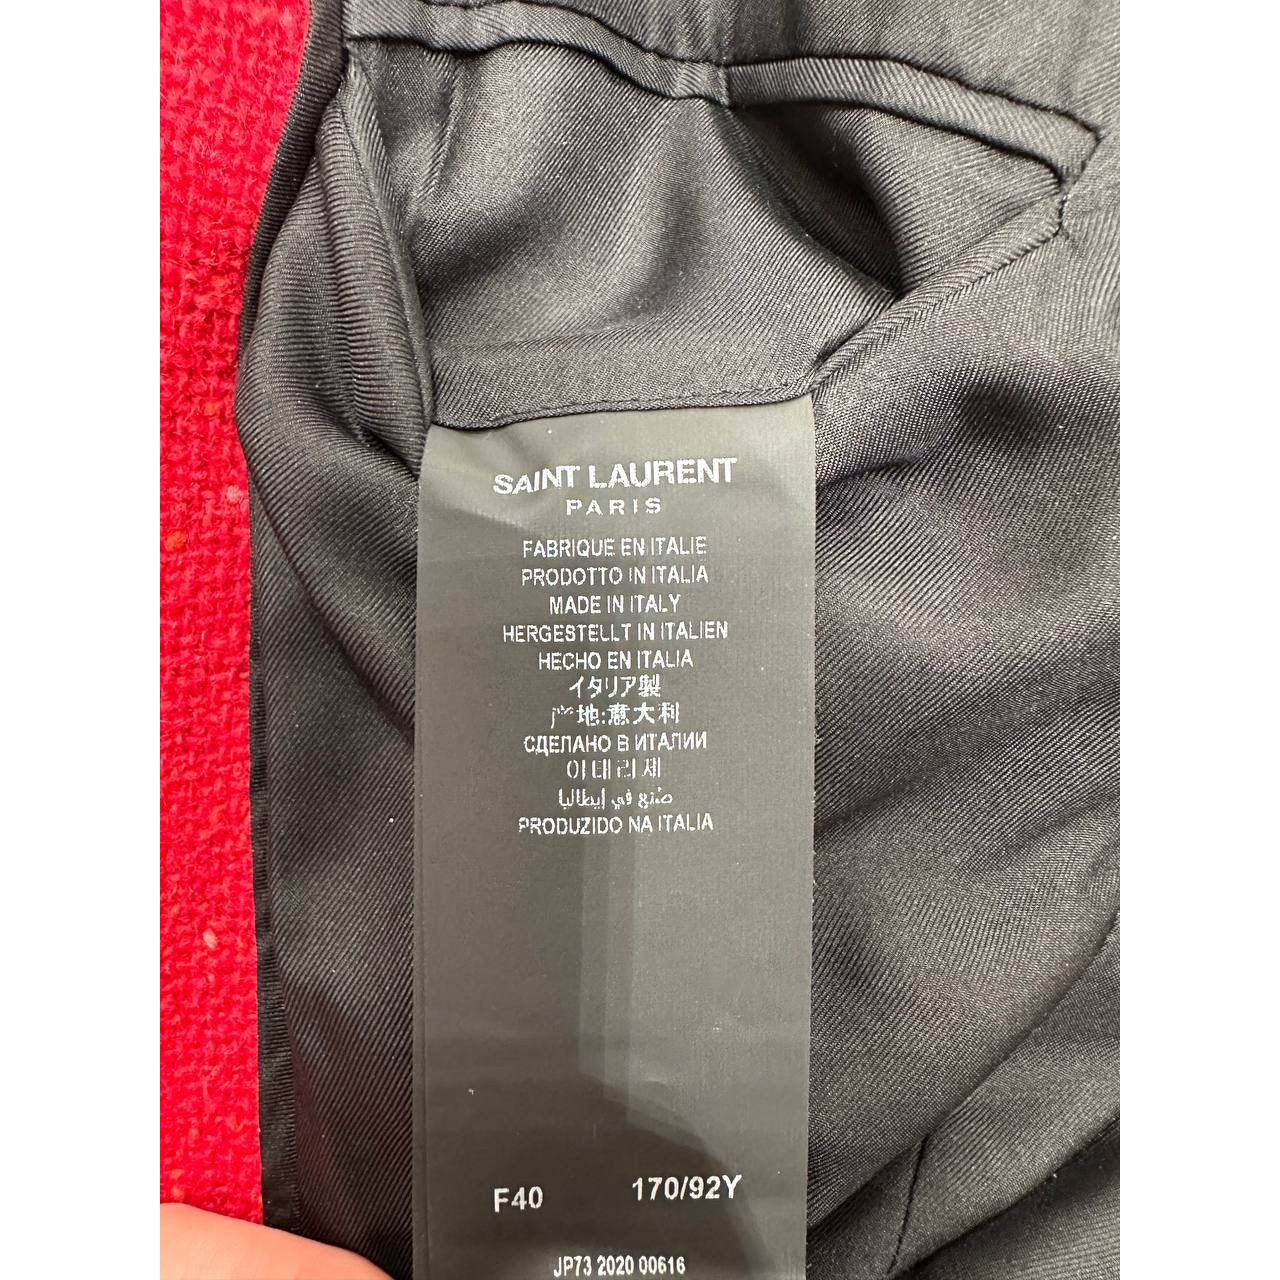 SAINT LAURENT
PARIS
FABRIQUE EN ITALIE
PRODOTTO IN ITALIA
MADE IN ITALY
HERGESTELLT IN ITALIEN
HECHO EN ITALIA
イタリア製
产地:意大利
СДЕЛАНО В ИТАЛИИ
이태리제
صُنع في إيطاليا
PRODUZIDO NA ITALIA
F40 170/92Y
JP73 2020 00616